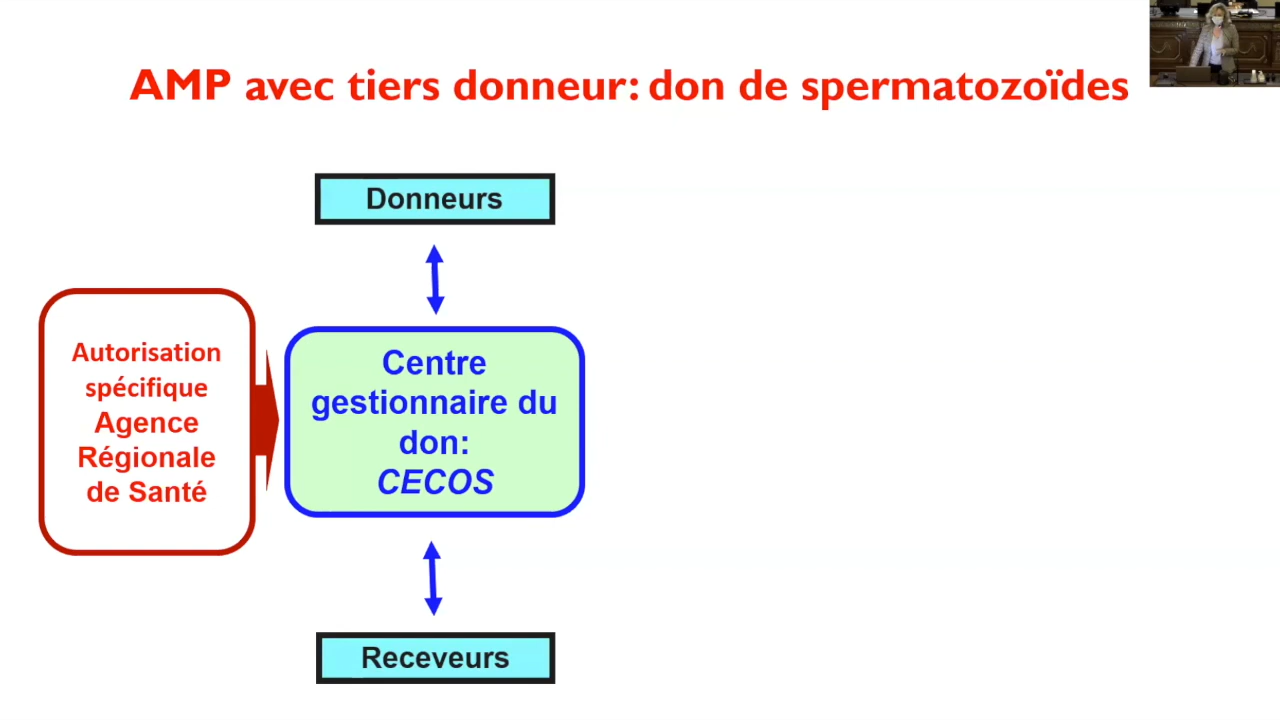 AMP avec tiers donneur: don de spermatozoïdes
Donneurs
Autorisation
spécifique
Agence
Régionale
de Santé
Centre
gestionnaire du
don:
CECOS
Receveurs